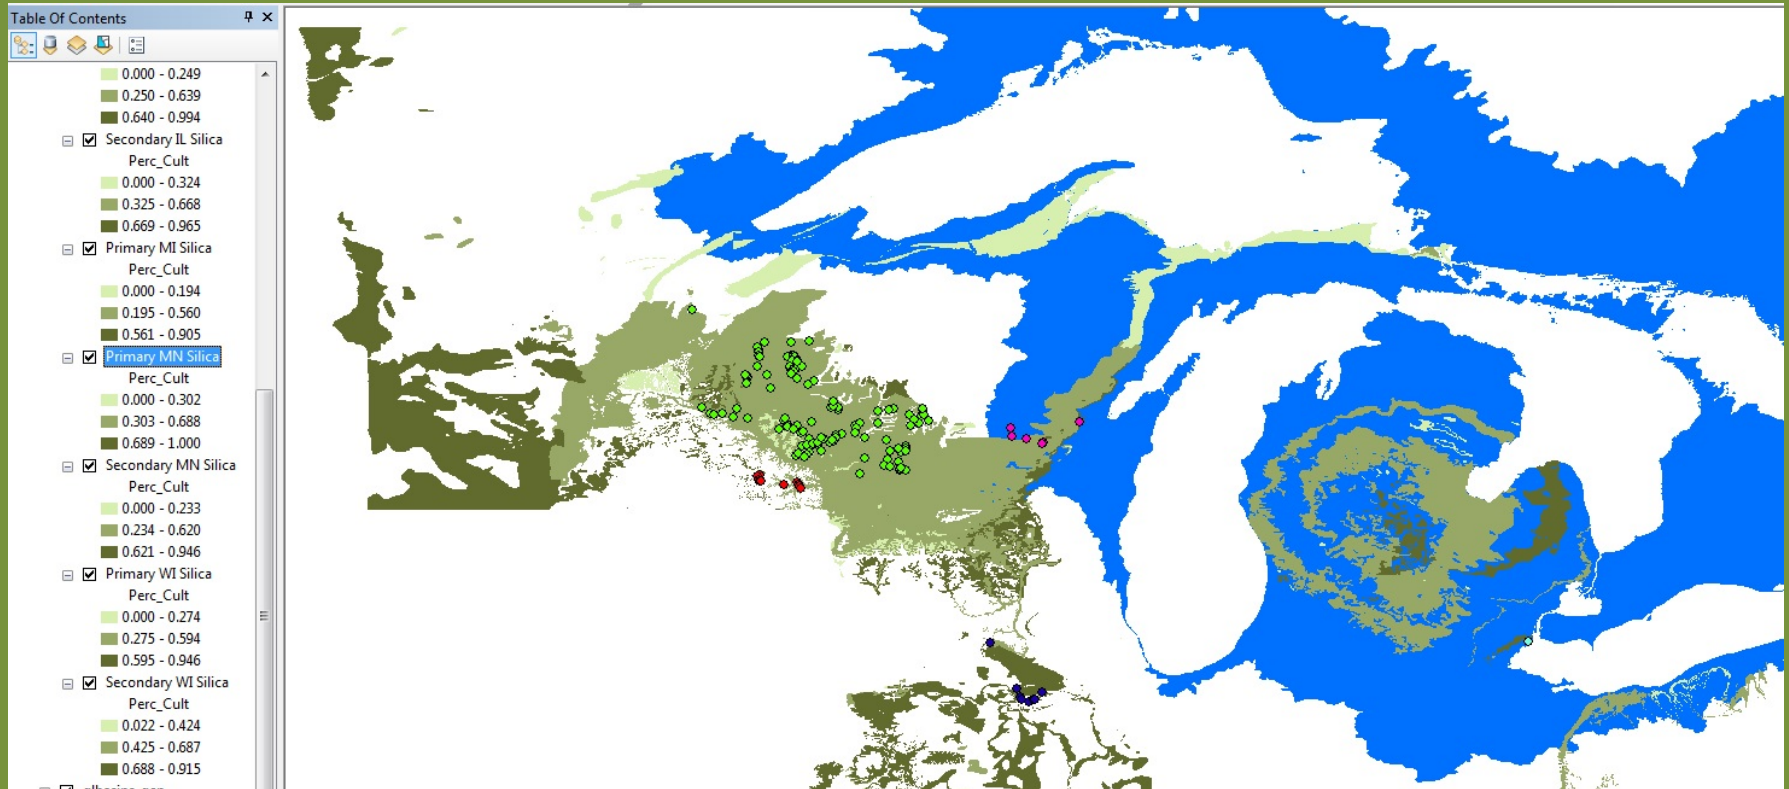 Table Of Contents
0.000 - 0.249
0.250 - 0.639
0.640 - 0.994
Secondary IL Silica
Perc_Cult
0.000 - 0.324
0.325 - 0.668
0.669 - 0.965
Primary MI Silica
Perc_Cult
0.000 - 0.194
0.195 - 0.560
0.561 - 0.905
Primary MN Silica
Perc_Cult
0.000 - 0.302
0.303 - 0.688
0.689 - 1.000
Secondary MN Silica
Perc_Cult
0.000 - 0.233
0.234 - 0.620
0.621 - 0.946
Primary WI Silica
Perc_Cult
0.000 - 0.274
0.275 - 0.594
0.595 - 0.946
Secondary WI Silica
Perc_Cult
0.022 - 0.424
0.425 - 0.687
0.688 - 0.915